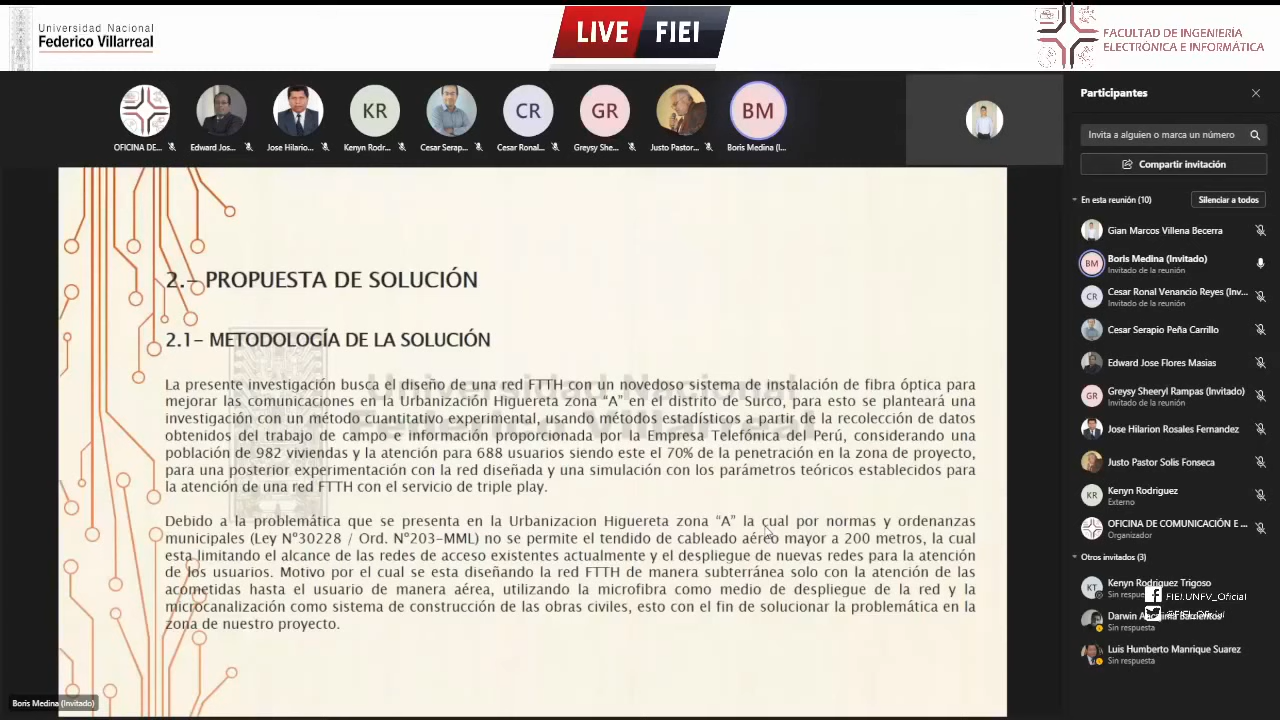 Universidad Nacional
Federico Villarreal
LIVE FIEI
FACULTAD DE INGENIERÍA
ELECTRÓNICA E INFORMÁTICA
KR
CR
GR
BM
OFICINA DE...
Edward Jos...
Jose Hilario...
Kenyn Rodr...
Cesar Serap...
Cesar Ronal...
Greysy She...
Justo Pastor...
Boris Medina (I...
2.- PROPUESTA DE SOLUCIÓN
2.1- METODOLOGÍA DE LA SOLUCIÓN
Universidad Nacional
Federico Villarreal
La presente investigación busca el diseño de una red FTTH con un novedoso sistema de instalación de fibra óptica para
mejorar las comunicaciones en la Urbanización Higuereta zona “A” en el distrito de Surco, para esto se planteará una
investigación con un método cuantitativo experimental, usando métodos estadísticos a partir de la recolección de datos
obtenidos del trabajo de campo e información proporcionada por la Empresa Telefónica del Perú, considerando una
población de 982 viviendas y la atención para 688 usuarios siendo este el 70% de la penetración en la zona de proyecto,
para una posterior experimentación con la red diseñada y una simulación con los parámetros teóricos establecidos para
la atención de una red FTTH con el servicio de triple play.
Debido a la problemática que se presenta en la Urbanizacion Higuereta zona “A” la cual por normas y ordenanzas
municipales (Ley N°30228 / Ord. N°203-MML) no se permite el tendido de cableado aéreo mayor a 200 metros, la cual
esta limitando el alcance de las redes de acceso existentes actualmente y el despliegue de nuevas redes para la atención
de los usuarios. Motivo por el cual se esta diseñando la red FTTH de manera subterránea solo con la atención de las
acometidas hasta el usuario de manera aérea, utilizando la microfibra como medio de despliegue de la red y la
microcanalización como sistema de construcción de las obras civiles, esto con el fin de solucionar la problemática en la
zona de nuestro proyecto.
Boris Medina (Invitado)
Participantes
Invita a alguien o marca un número
Compartir invitación
En esta reunión (10)
Silenciar a todos
Gian Marcos Villena Becerra
BM
Boris Medina (Invitado)
Invitado de la reunión
CR
Cesar Ronal Venancio Reyes (Inv...
Invitado de la reunión
Cesar Serapio Peña Carrillo
Edward Jose Flores Masias
GR
Greysy Sheeryl Rampas (Invitado)
Invitado de la reunión
Jose Hilarion Rosales Fernandez
Justo Pastor Solis Fonseca
KR
Kenyn Rodriguez
Externo
OFICINA DE COMUNICACIÓN E ...
Organizador
Otros invitados (3)
KT
Kenyn Rodriguez Trigoso
Sin respuesta
FIEI.UNFV_Oficial
Darwin
@FIEI_Oficial
Sin respuesta
Luis Humberto Manrique Suarez
Sin respuesta